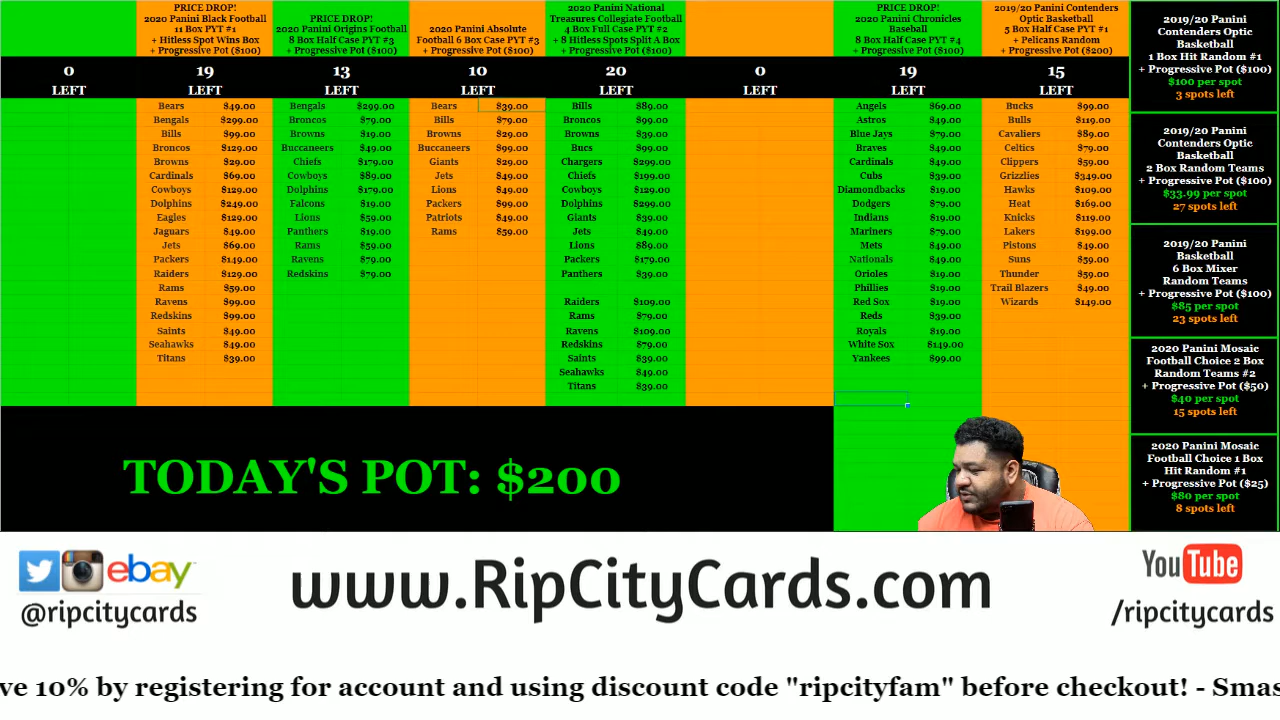 PRICE DROP!
2020 Panini Black Football
11 Box PYT #1
+ Hitless Spot Wins Box
+ Progressive Pot ($100)
PRICE DROP!
2020 Panini Origins Football
8 Box Half Case PYT #3
+ Progressive Pot ($100)
2020 Panini Absolute
Football 6 Box Case PYT #3
+ Progressive Pot ($100)
2020 Panini National
Treasures Collegiate Football
4 Box Full Case PYT #2
+ 8 Hitless Spots Split A Box
+ Progressive Pot ($100)
PRICE DROP!
2020 Panini Chronicles
Baseball
8 Box Half Case PYT #4
+ Progressive Pot ($100)
2019/20 Panini Contenders
Optic Basketball
5 Box Half Case PYT #1
+ Pelicans Random
+ Progressive Pot ($200)
0 19 13 10 20 0 19 15
LEFT LEFT LEFT LEFT LEFT LEFT LEFT LEFT
Bears $49.00
Bengals $299.00
Bills $99.00
Broncos $129.00
Browns $29.00
Cardinals $69.00
Cowboys $129.00
Dolphins $249.00
Eagles $129.00
Jaguars $49.00
Jets $69.00
Packers $149.00
Raiders $129.00
Rams $59.00
Ravens $99.00
Redskins $99.00
Saints $49.00
Seahawks $49.00
Titans $39.00
Bengals $299.00
Broncos $79.00
Browns $19.00
Buccaneers $49.00
Chiefs $179.00
Cowboys $89.00
Dolphins $179.00
Falcons $19.00
Lions $59.00
Panthers $19.00
Rams $59.00
Ravens $79.00
Redskins $79.00
Bears $39.00
Bills $79.00
Browns $29.00
Buccaneers $99.00
Giants $29.00
Jets $49.00
Lions $49.00
Packers $99.00
Patriots $49.00
Rams $59.00
Bills $89.00
Broncos $99.00
Browns $39.00
Bucs $99.00
Chargers $299.00
Chiefs $199.00
Cowboys $129.00
Dolphins $299.00
Giants $39.00
Jets $49.00
Lions $89.00
Packers $179.00
Panthers $39.00
Raiders $109.00
Rams $79.00
Ravens $109.00
Redskins $79.00
Saints $39.00
Seahawks $49.00
Titans $39.00
Angels $69.00
Astros $49.00
Blue Jays $79.00
Braves $49.00
Cardinals $49.00
Cubs $39.00
Diamondbacks $19.00
Dodgers $79.00
Indians $19.00
Mariners $79.00
Mets $49.00
Nationals $49.00
Orioles $19.00
Phillies $19.00
Red Sox $19.00
Reds $39.00
Royals $19.00
White Sox $149.00
Yankees $99.00
Bucks $99.00
Bulls $119.00
Cavaliers $89.00
Celtics $79.00
Clippers $59.00
Grizzlies $349.00
Hawks $109.00
Heat $169.00
Knicks $119.00
Lakers $199.00
Pistons $49.00
Suns $59.00
Thunder $59.00
Trail Blazers $49.00
Wizards $149.00
2019/20 Panini
Contenders Optic
Basketball
1 Box Hit Random #1
+ Progressive Pot ($100)
$100 per spot
3 spots left
2019/20 Panini
Contenders Optic
Basketball
2 Box Random Teams
+ Progressive Pot ($100)
$33.99 per spot
27 spots left
2019/20 Panini
Basketball
6 Box Mixer
Random Teams
+ Progressive Pot ($100)
$85 per spot
23 spots left
2020 Panini Mosaic
Football Choice 2 Box
Random Teams #2
+ Progressive Pot ($50)
$40 per spot
15 spots left
2020 Panini Mosaic
Football Choice 1 Box
Hit Random #1
+ Progressive Pot ($25)
$80 per spot
8 spots left
TODAY'S POT: $200
ebay
@ripcitycards
www.RipCityCards.com
YouTube
/ripcitycards
ve 10% by registering for account and using discount code "ripcityfam" before checkout! - Smas